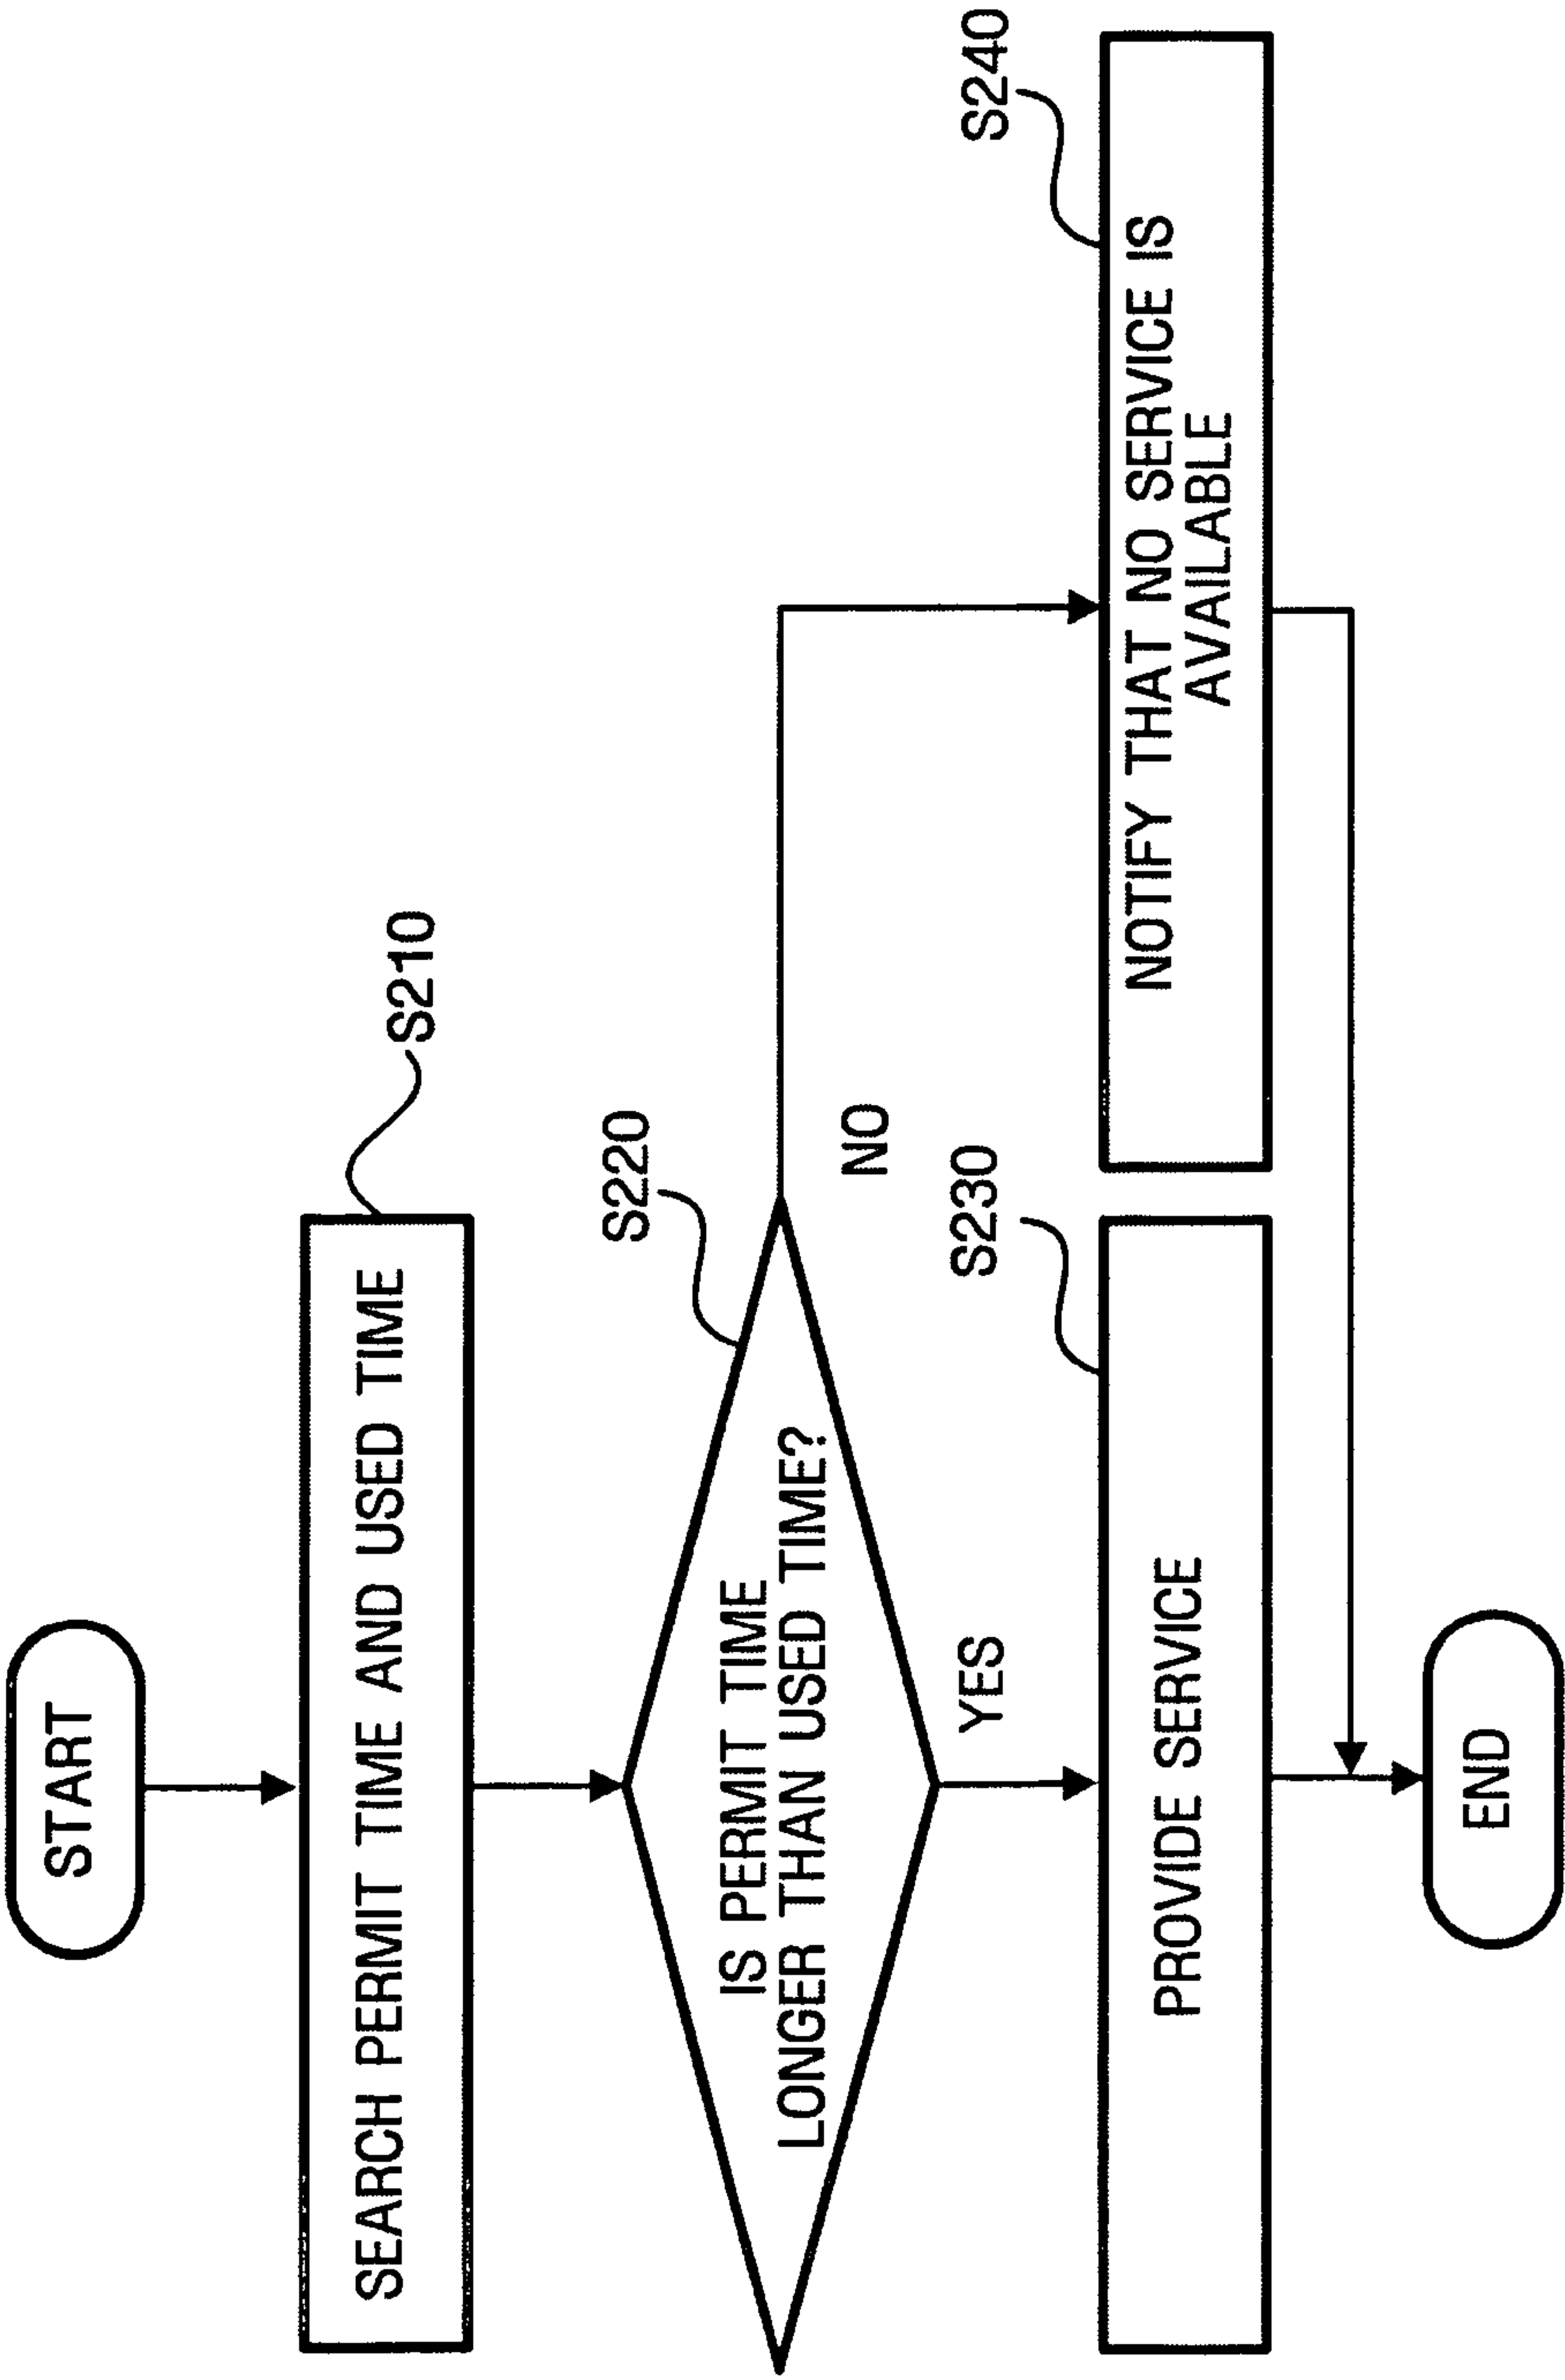 START
SEARCH PERMIT TIME AND USED TIME
S210
IS PERMIT TIME
LONGER THAN USED TIME?
S220
NO
YES
PROVIDE SERVICE
S230
NOTIFY THAT NO SERVICE IS
AVAILABLE
S240
END